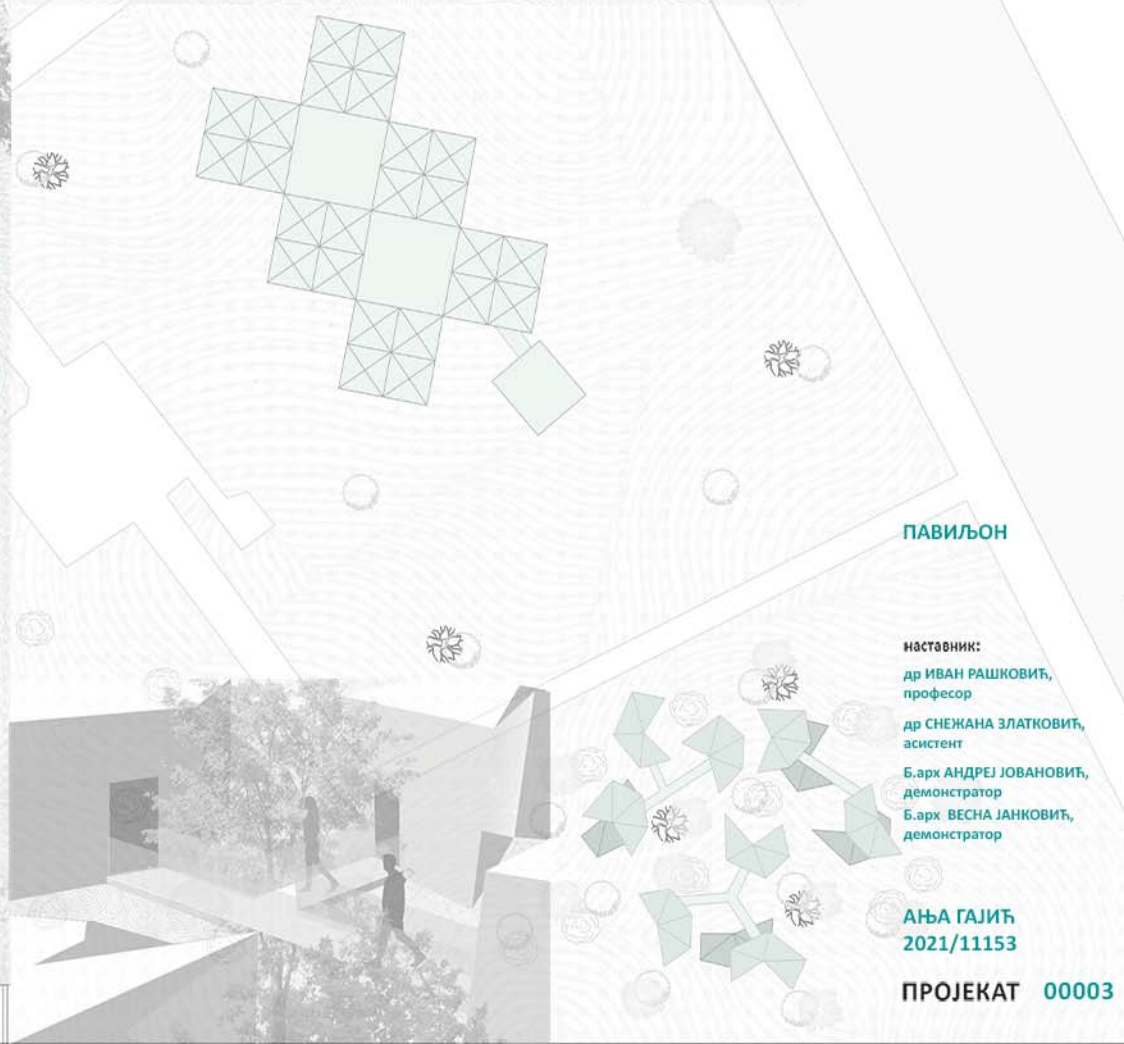 ПАВИЉОН
наставник:
др ИВАН РАШКОВИЋ,
професор
др СНЕЖАНА ЗЛАТКОВИЋ,
асистент
Б.арх АНДРЕЈ ЈОВАНОВИЋ,
демонстратор
Б.арх ВЕСНА ЈАНКОВИЋ,
демонстратор
АЊА ГАЈИЋ
2021/11153
ПРОЈЕКАТ 00003